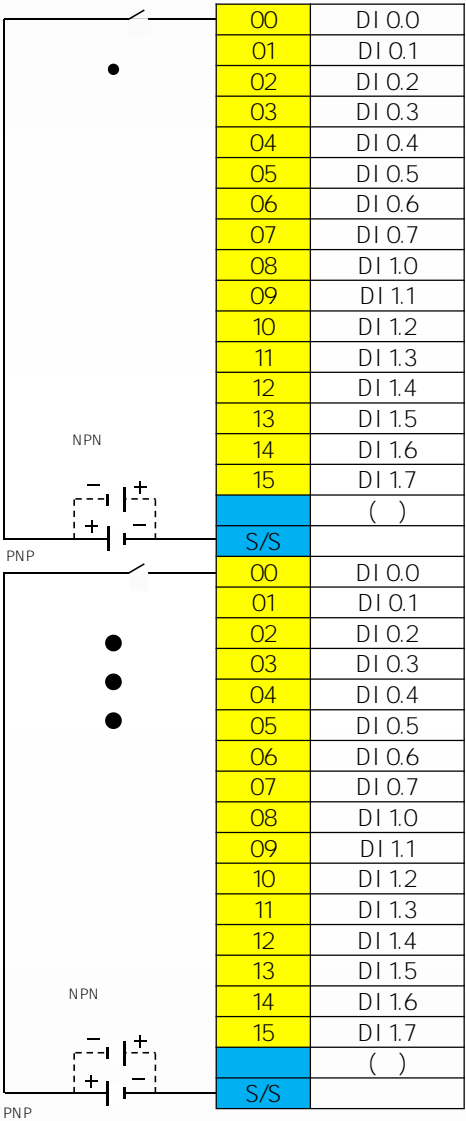 00 DI 0.0
01 DI 0.1
02 DI 0.2
03 DI 0.3
04 DI 0.4
05 DI 0.5
06 DI 0.6
07 DI 0.7
08 DI 1.0
09 DI 1.1
10 DI 1.2
11 DI 1.3
12 DI 1.4
13 DI 1.5
NPN
14 DI 1.6
15 DI 1.7
− +
( )
+ −
S/S
PNP
00 DI 0.0
01 DI 0.1
02 DI 0.2
03 DI 0.3
04 DI 0.4
05 DI 0.5
06 DI 0.6
07 DI 0.7
08 DI 1.0
09 DI 1.1
10 DI 1.2
11 DI 1.3
12 DI 1.4
13 DI 1.5
NPN
14 DI 1.6
15 DI 1.7
− +
( )
+ −
S/S
PNP